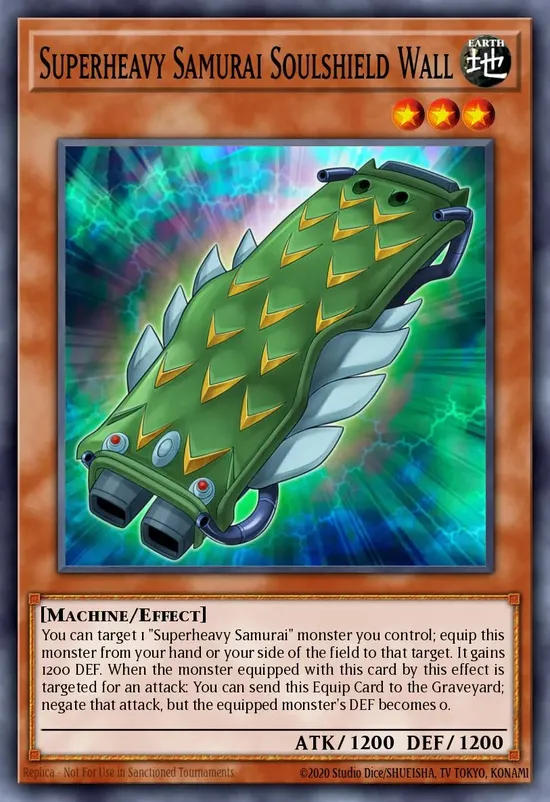 Superheavy Samurai Soulshield Wall
EARTH
地
[Machine/Effect]
You can target 1 "Superheavy Samurai" monster you control; equip this
monster from your hand or your side of the field to that target. It gains
1200 DEF. When the monster equipped with this card by this effect is
targeted for an attack: You can send this Equip Card to the Graveyard;
negate that attack, but the equipped monster's DEF becomes 0.
ATK/1200 DEF/1200
Replica - Not For Use in Sanctioned Tournaments
©2020 Studio Dice/SHUEISHA, TV TOKYO, KONAMI